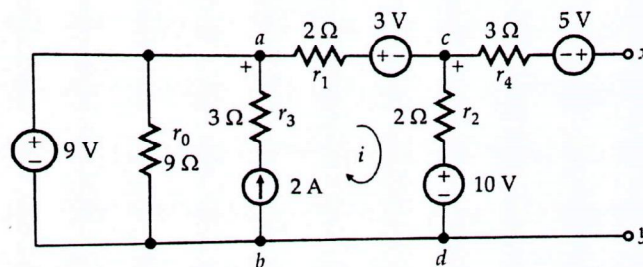 a 2 Ω 3 V c 3 Ω 5 V
+ - - +
x
+ r1 + r4
r0 3 Ω r3 2 Ω r2
+ - 9 V 9 Ω
i
2 A + - 10 V
b d y